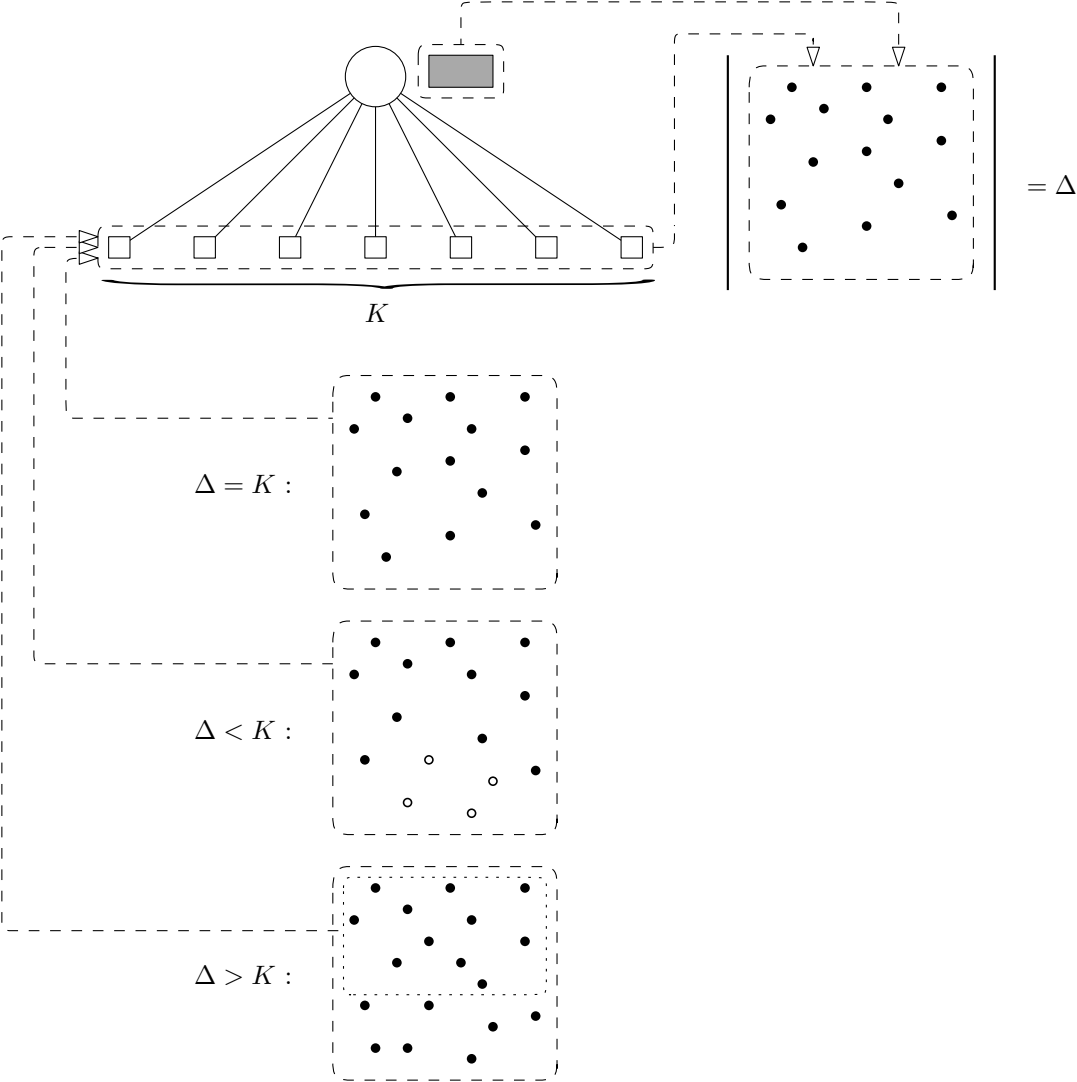 = Δ
K
Δ = K :
Δ < K :
Δ > K :